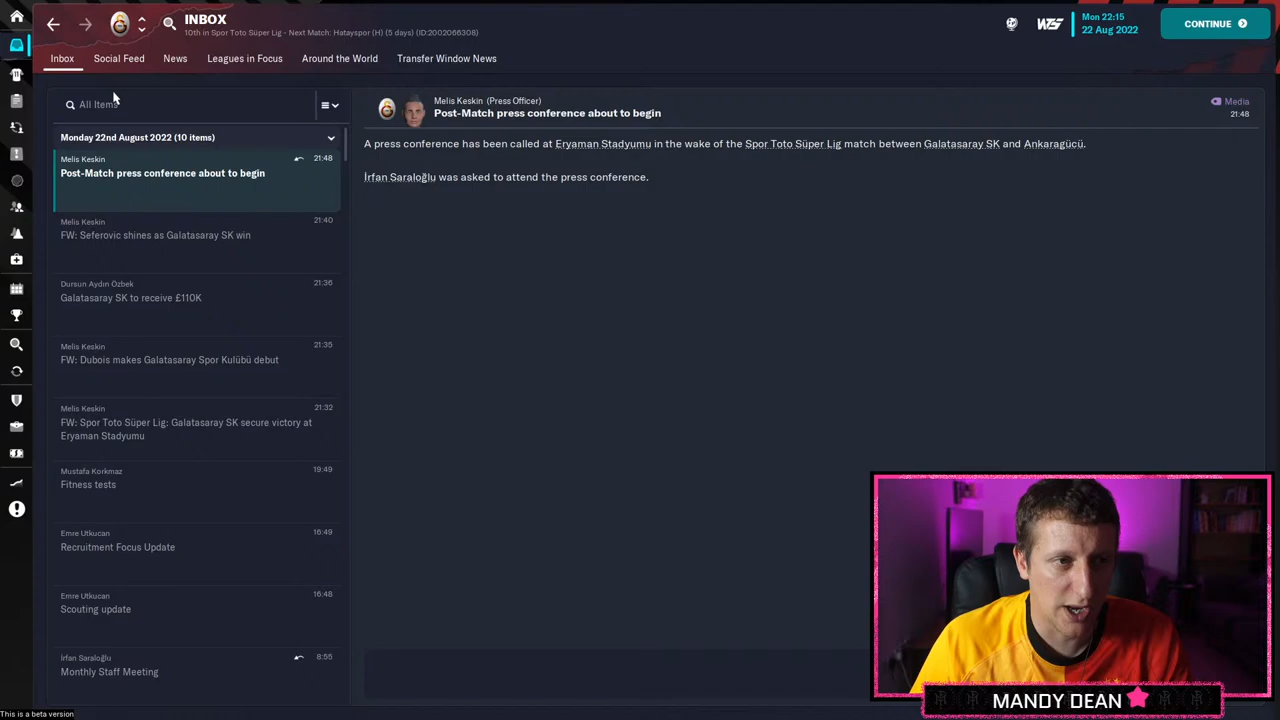 INBOX
10th in Spor Toto Süper Lig - Next Match: Hatayspor (H) (5 days) (ID:2002066308)
Mon 22:15
22 Aug 2022
CONTINUE
Inbox
Social Feed
News
Leagues in Focus
Around the World
Transfer Window News
All Items
Monday 22nd August 2022 (10 items)
Melis Keskin
21:48
Post-Match press conference about to begin
Melis Keskin
21:40
FW: Seferovic shines as Galatasaray SK win
Dursun Aydın Özbek
21:36
Galatasaray SK to receive £110K
Melis Keskin
21:35
FW: Dubois makes Galatasaray Spor Kulübü debut
Melis Keskin
21:32
FW: Spor Toto Süper Lig: Galatasaray SK secure victory at
Eryaman Stadyumu
Mustafa Korkmaz
19:49
Fitness tests
Emre Utkucan
16:49
Recruitment Focus Update
Emre Utkucan
16:48
Scouting update
İrfan Saraloğlu
8:55
Monthly Staff Meeting
Melis Keskin (Press Officer)
Post-Match press conference about to begin
Media
21:48
A press conference has been called at Eryaman Stadyumu in the wake of the Spor Toto Süper Lig match between Galatasaray SK and Ankaragücü.
İrfan Saraloğlu was asked to attend the press conference.
MANDY DEAN
This is a beta version